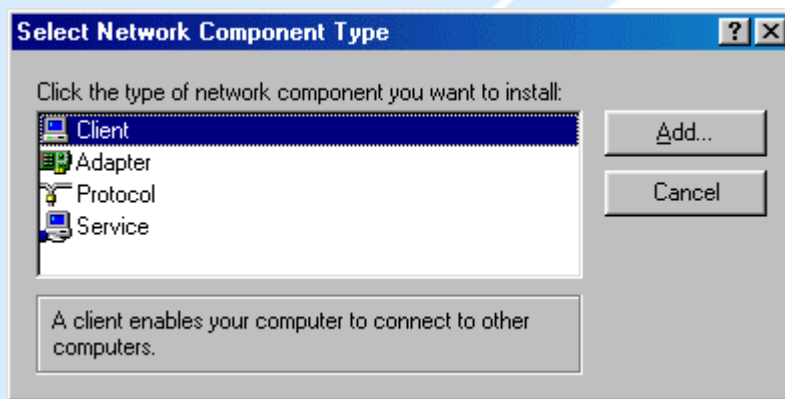 Select Network Component Type
Click the type of network component you want to install:
Client
Adapter
Protocol
Service
Add...
Cancel
A client enables your computer to connect to other
computers.